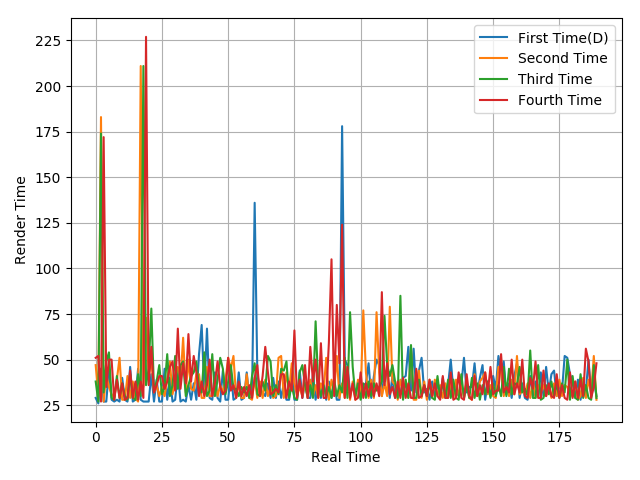 First Time(D)
Second Time
Third Time
Fourth Time
Render Time
225
200
175
150
125
100
75
50
25
0 25 50 75 100 125 150 175
Real Time